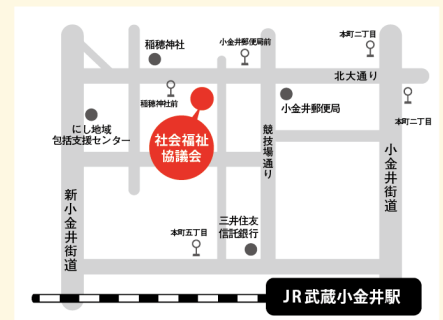 本町二丁目
稲穂神社
小金井郵便局前
北大通り
稲穂神社前
小金井郵便局
本町二丁目
にし地域
包括支援センター
社会福祉
協議会
競技場通り
小金井街道
新小金井街道
三井住友
信託銀行
本町五丁目
JR武蔵小金井駅